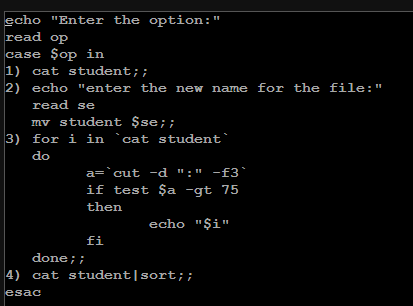 echo "Enter the option:"
read op
case $op in
1) cat student;;
2) echo "enter the new name for the file:"
   read se
   mv student $se;;
3) for i in `cat student`
   do
         a=`cut -d ":" -f3`
         if test $a -gt 75
         then
                echo "$i"
         fi
   done;;
4) cat student|sort;;
esac